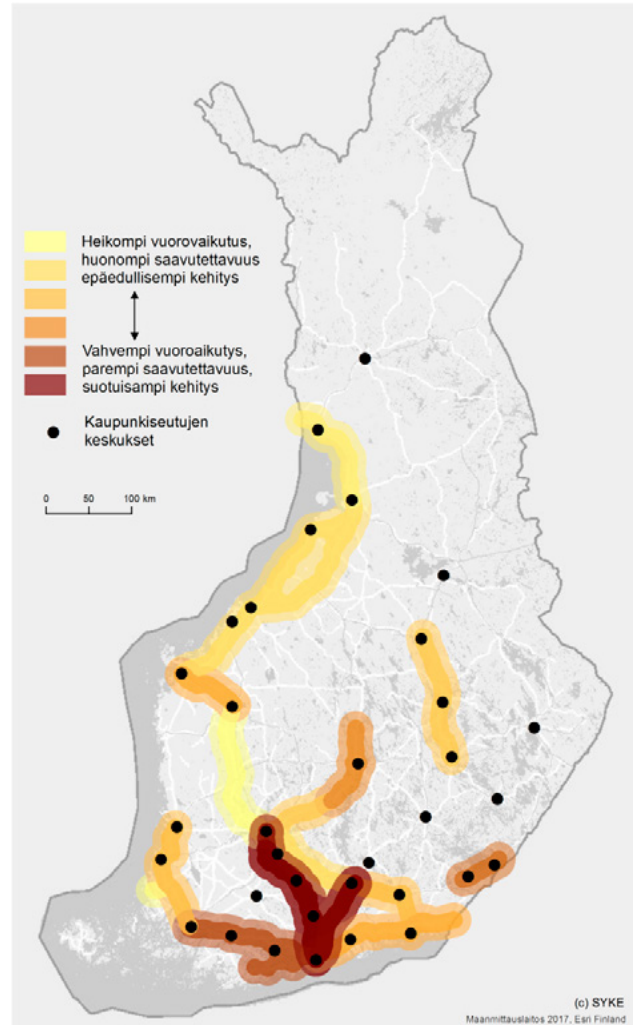 Heikompi vuorovaikutus,
huonompi saavutettavuus
epäedullisempi kehitys
Vahvempi vuoroaikutys,
parempi saavutettavuus,
suotuisampi kehitys
Kaupunkiseutujen
keskukset
0 50 100 km
(c) SYKE
Maanmittauslaitos 2017, Esri Finland